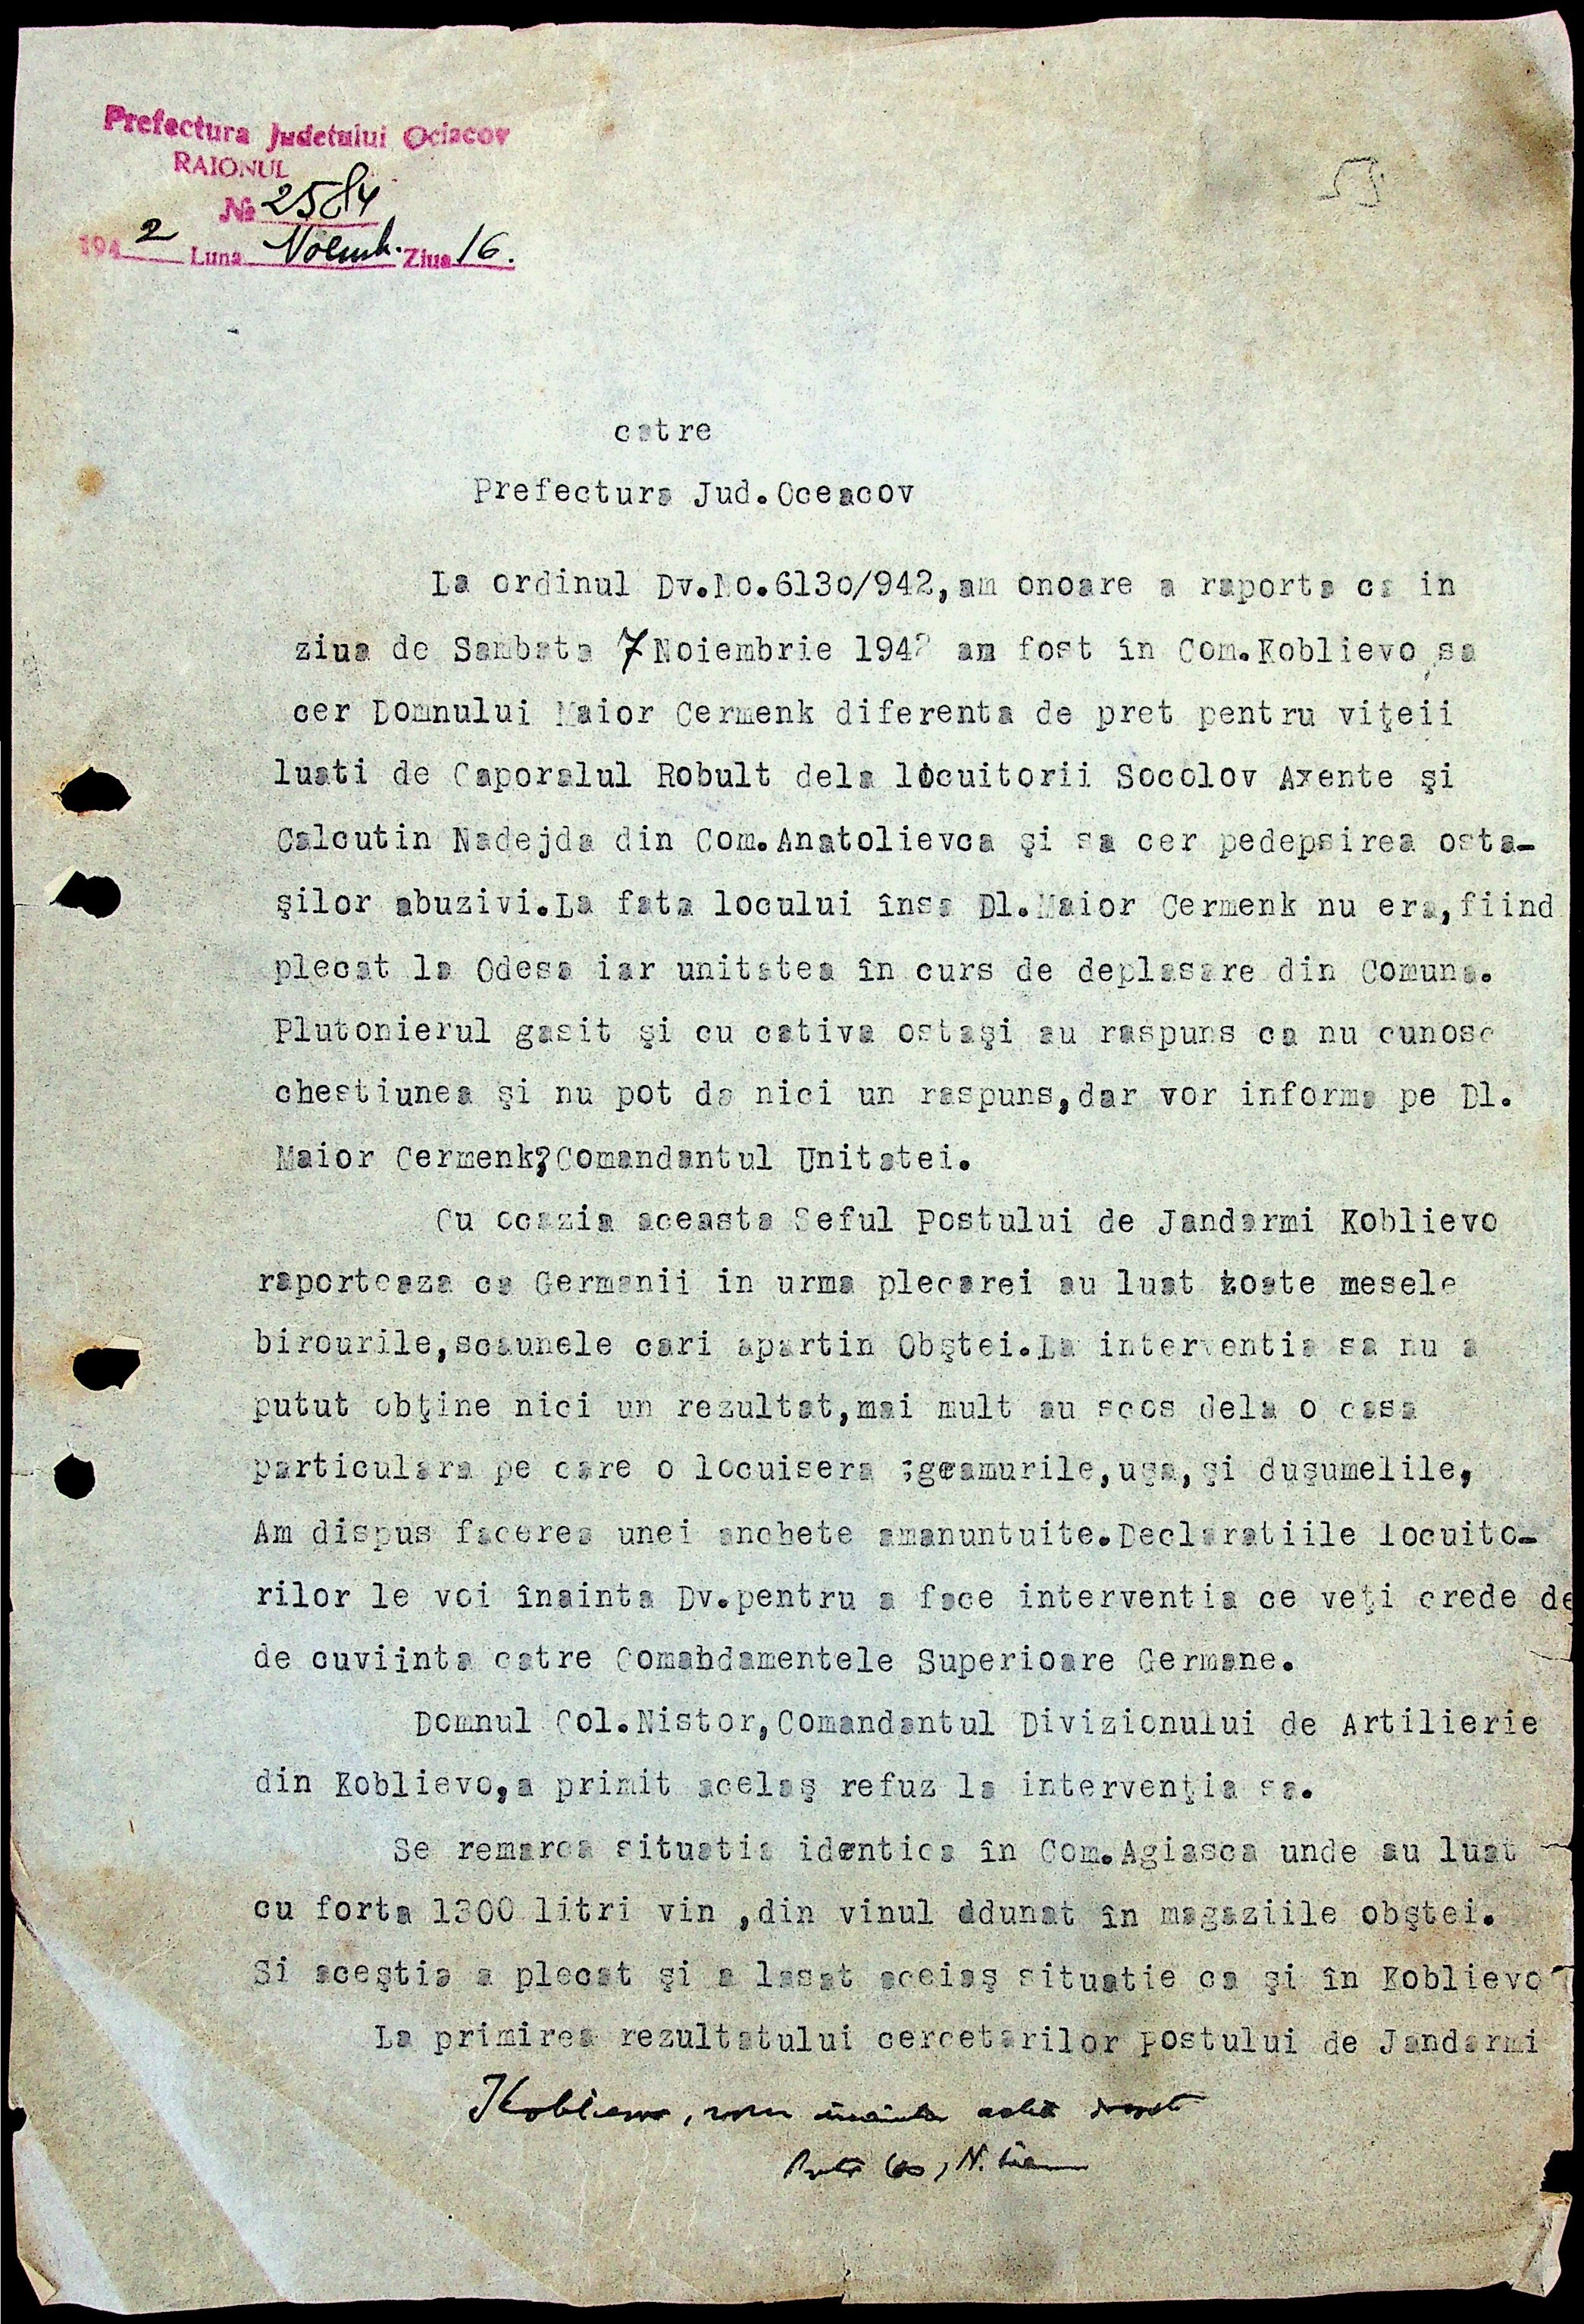 Prefectura Judetului Ociacov
RAIONUL
№ 2584
1942 Luna Noemb. Ziua 16.
catre
Prefectura Jud.Oceacov
La ordinul Dv.No.6130/942,am onoare a raporta ca in
ziua de Sambata 7 Noiembrie 1942 am fost în Com.Koblievo sa
cer Domnului Maior Cermenk diferenta de pret pentru viţeii
luati de Caporalul Robult dela locuitorii Socolov Axente şi
Calcutin Nadejda din Com.Anatolievca şi sa cer pedepsirea osta-
şilor abuzivi.La fata locului însa Dl.Maior Cermenk nu era,fiind
plecat la Odesa iar unitatea în curs de deplasare din Comuna.
Plutonierul gasit şi cu cativa ostaşi au raspuns ca nu cunosc
chestiunea şi nu pot da nici un raspuns,dar vor informa pe Dl.
Maior Cermenk?Comandantul Unitatei.
Cu ocazia aceasta Seful Postului de Jandarmi Koblievo
raporteaza ca Germanii in urma plecarei au luat toate mesele
birourile,scaunele cari apartin Obştei.La interventia sa nu a
putut obţine nici un rezultat,mai mult au scos dela o casa
particulara pe care o locuisera ;geamurile,uşa,şi duşumelile,
Am dispus facerea unei anchete amanuntuite.Declaratiile locuito-
rilor le voi înainta Dv.pentru a face interventia ce veţi crede de
de cuviinta catre Comandamentele Superioare Germane.
Domnul Col.Nistor,Comandantul Divizionului de Artilierie
din Koblievo,a primit acelaş refuz la intervenţia sa.
Se remarca situatia identica în Com.Agiasca unde au luat
cu forta 1300 litri vin ,din vinul adunat în magaziile obştei.
Si aceştia a plecat şi a lasat aceiaş situatie ca şi în Koblievo
La primirea rezultatului cercetarilor postului de Jandarmi
Koblievo, inainta